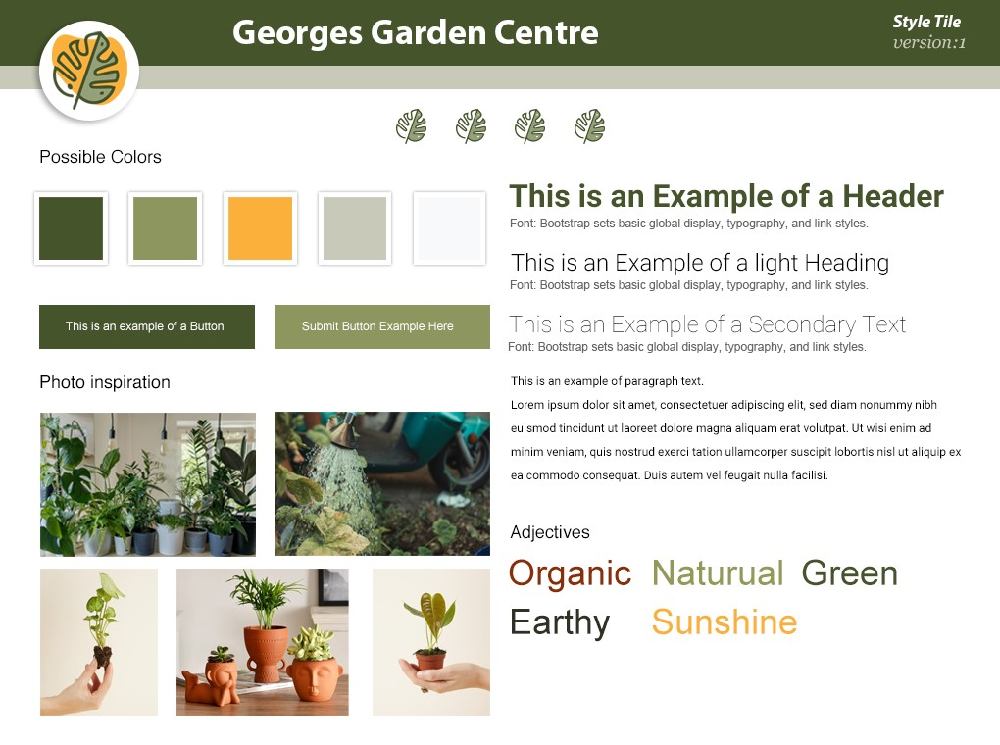 Georges Garden Centre
Style Tile
version:1
Possible Colors
This is an example of a Button
Submit Button Example Here
Photo inspiration
This is an Example of a Header
Font: Bootstrap sets basic global display, typography, and link styles.
This is an Example of a light Heading
Font: Bootstrap sets basic global display, typography, and link styles.
This is an Example of a Secondary Text
Font: Bootstrap sets basic global display, typography, and link styles.
This is an example of paragraph text.
Lorem ipsum dolor sit amet, consectetuer adipiscing elit, sed diam nonummy nibh
euismod tincidunt ut laoreet dolore magna aliquam erat volutpat. Ut wisi enim ad
minim veniam, quis nostrud exerci tation ullamcorper suscipit lobortis nisl ut aliquip ex
ea commodo consequat. Duis autem vel feugait nulla facilisi.
Adjectives
Organic Naturual Green
Earthy Sunshine